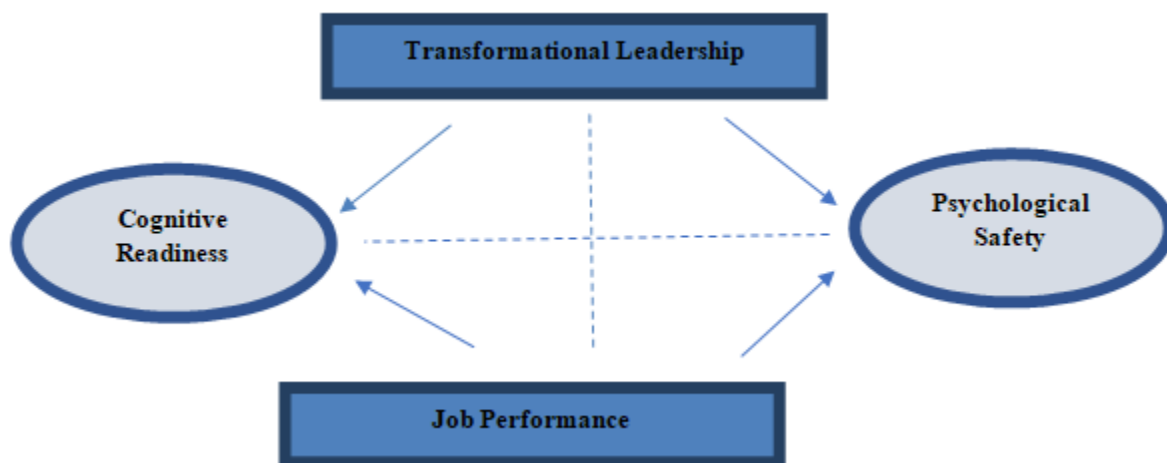 Transformational Leadership
Cognitive
Readiness
Psychological
Safety
Job Performance